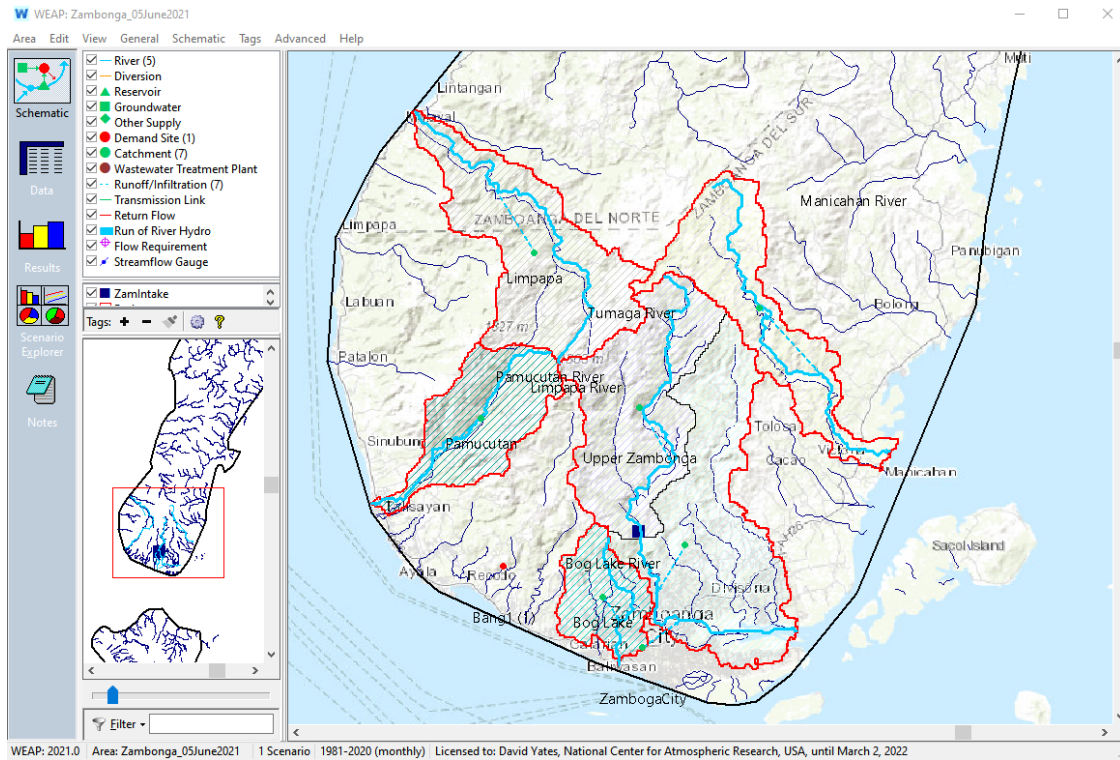 WEAP: Zambonga_05June2021
Area Edit View General Schematic Tags Advanced Help
Schematic
Data
Results
Scenario
Explorer
Notes
River (5)
Diversion
Reservoir
Groundwater
Other Supply
Demand Site (1)
Catchment (7)
Wastewater Treatment Plant
Runoff/Infiltration (7)
Transmission Link
Return Flow
Run of River Hydro
Flow Requirement
Streamflow Gauge
ZamIntake
Tags:
Filter
Muti
Lintangan
ZAMBOANGA DEL SUR
Manicahan River
ZAMBOANGA DEL NORTE
Limpapa
Panubigan
Limpapa
Labuan
Bolong
Tumaga River
1327 m
Patalon
Pamucutan River
Limpapa River
Sinubung
Pamucutan
Tolosa
Upper Zambonga
Cacao
Manicahan
Talisayan
Sacol Island
Ayala
Recodo
Bog Lake River
Divisoria
Bang1 (f)
Zamboanga
City
Bog Lake
Calarian
Baliwasan
ZambogaCity
WEAP: 2021.0 Area: Zambonga_05June2021 1 Scenario 1981-2020 (monthly) Licensed to: David Yates, National Center for Atmospheric Research, USA, until March 2, 2022